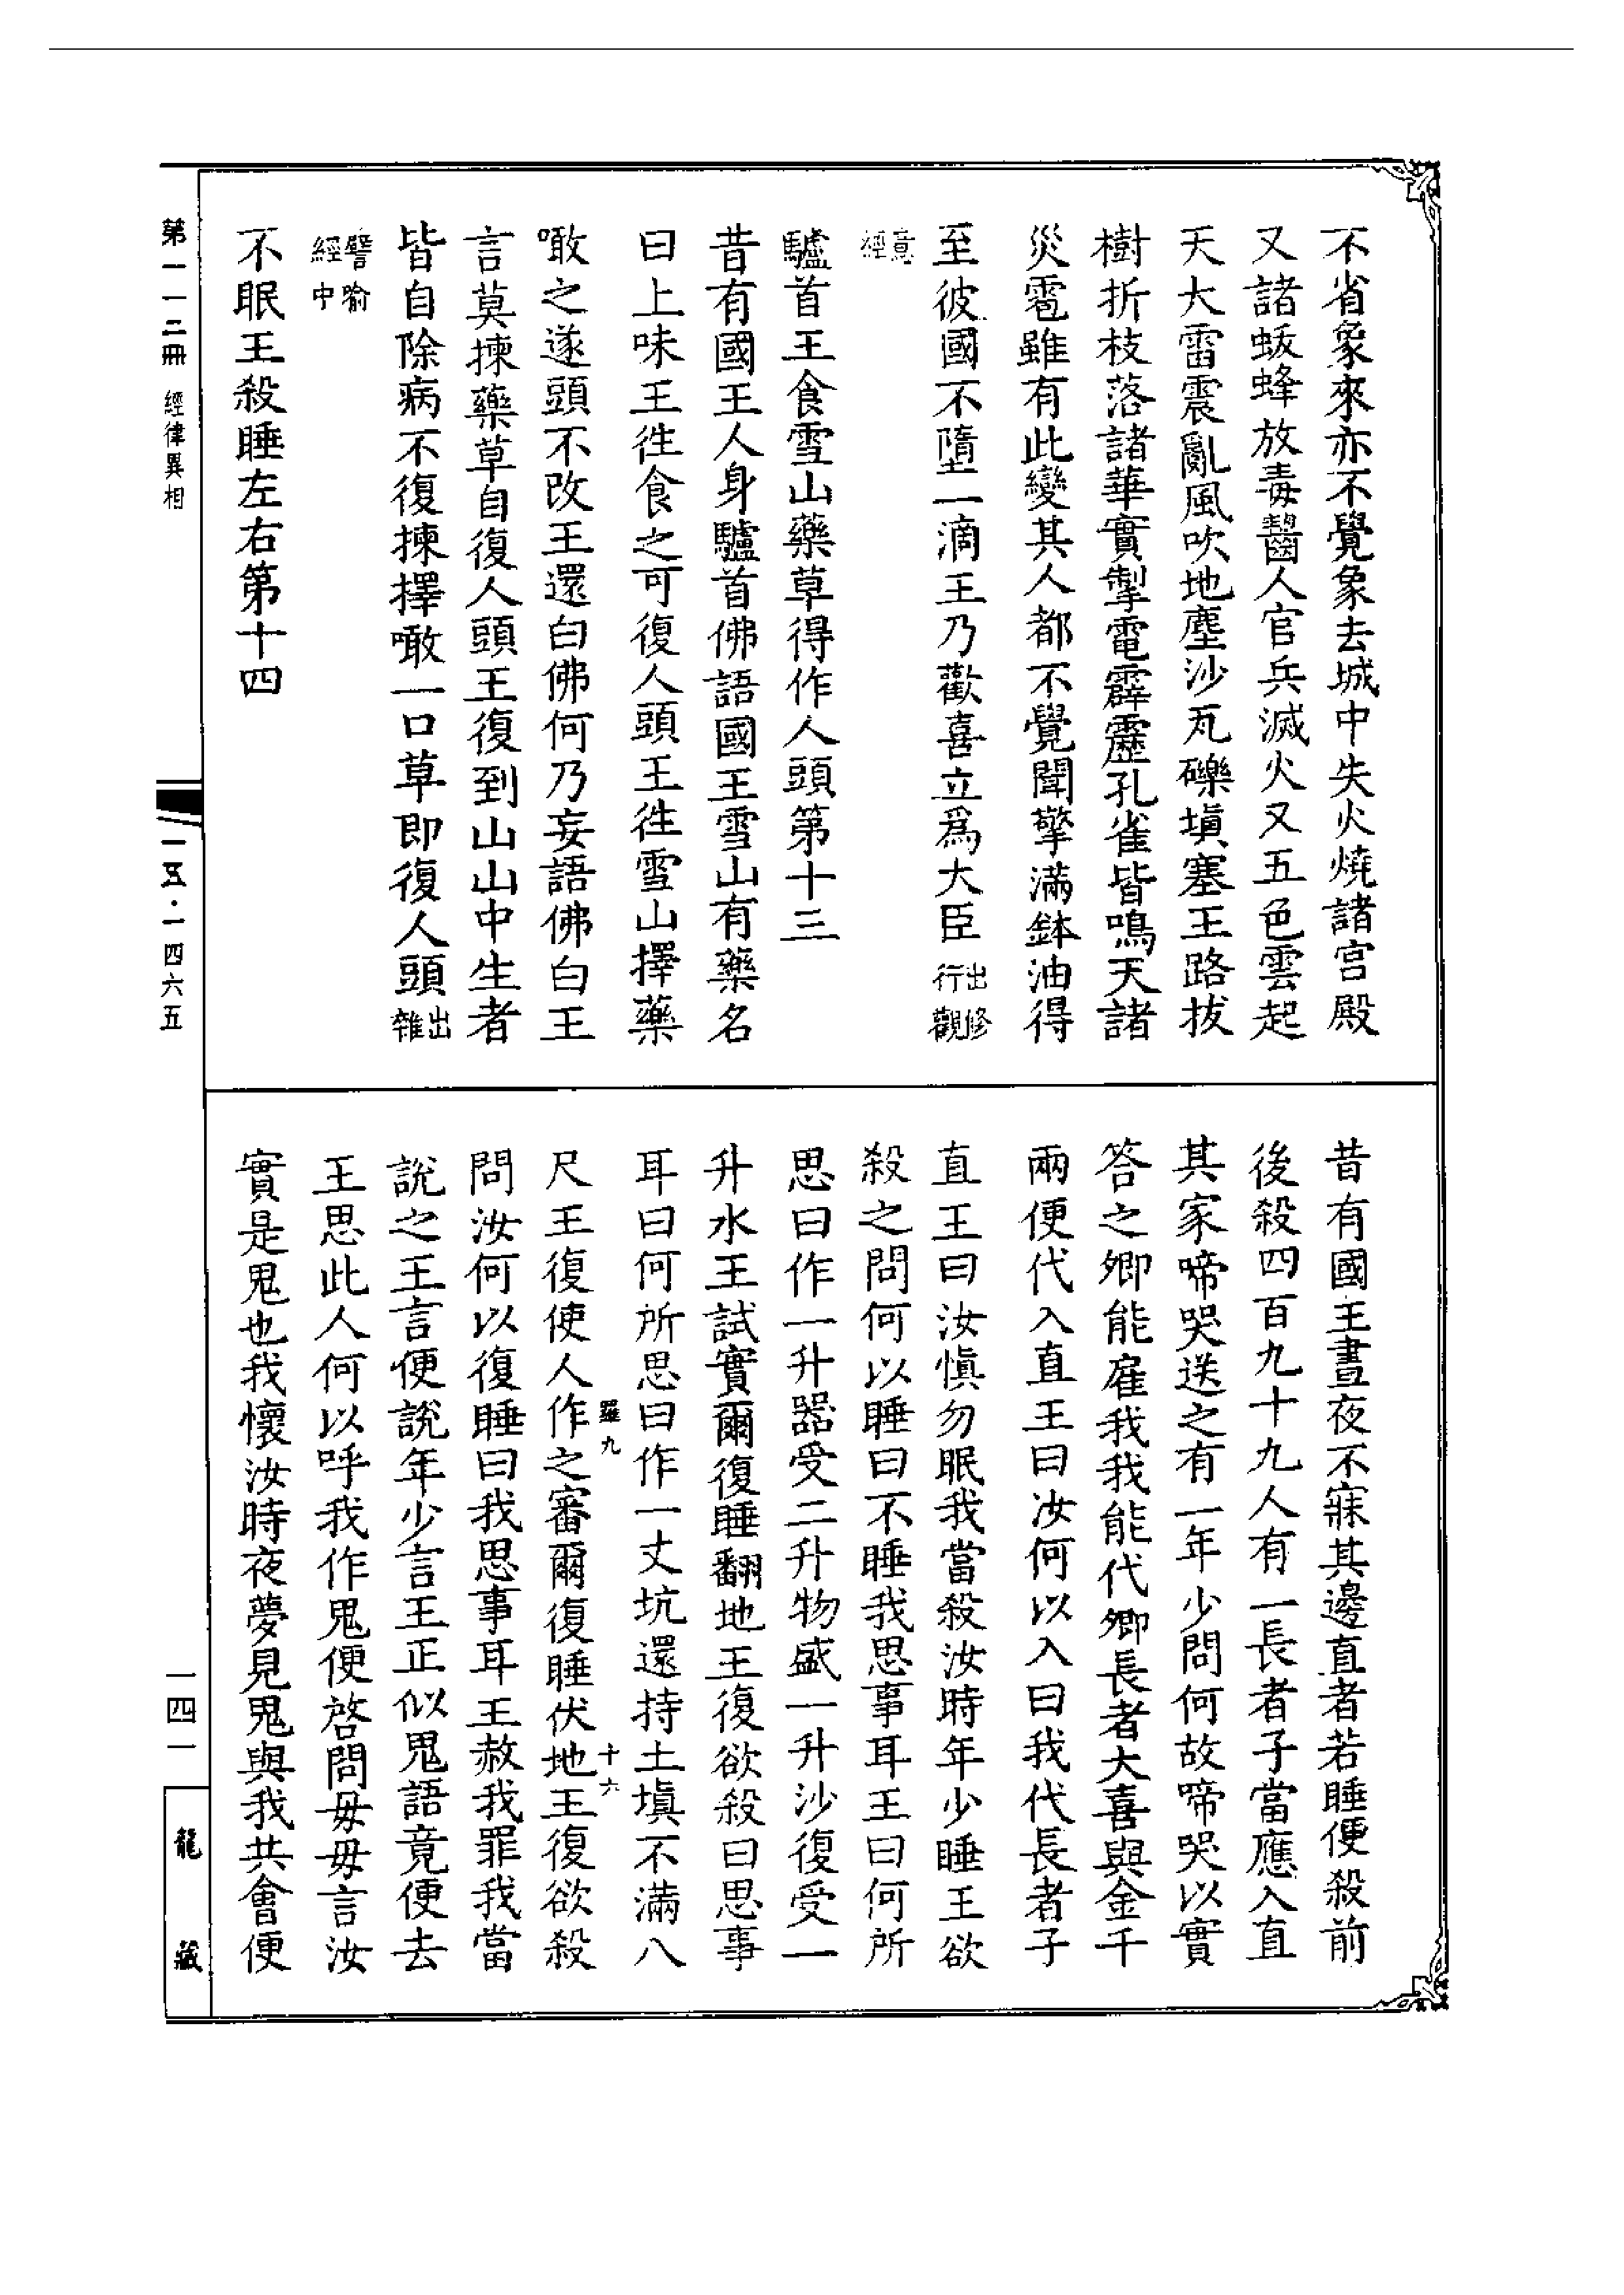 不省象來亦不覺象去城中失火燒諸宮殿
又諸蛂蜂放毒齧人官兵滅火又五色雲起
天大雷震亂風吹地塵沙瓦礫塡塞王路拔
樹折枝落諸華實掣電霹靂孔雀皆鳴天諸
災雹雖有此變其人都不覺聞擎滿鉢油得
至彼國不墮一滴王乃歡喜立爲大臣出修行觀
意經
驢首王食雪山藥草得作人頭第十三
昔有國王人身驢首佛語國王雪山有藥名
曰上味王徃食之可復人頭王徃雪山擇藥
噉之遂頭不改王還白佛何乃妄語佛白王
言莫揀藥草自復人頭王復到山山中生者
皆自除病不復揀擇噉一口草即復人頭出雜
譬喻經中
不眠王殺睡左右第十四
昔有國王晝夜不寐其邊直者若睡便殺前
後殺四百九十九人有一長者子當應入直
其家啼哭送之有一年少問何故啼哭以實
答之卿能雇我我能代卿長者大喜與金千
兩便代入直王曰汝何以入曰我代長者子
直王曰汝愼勿眠我當殺汝時年少睡王欲
殺之問何以睡曰不睡我思事耳王曰何所
思曰作一升器受二升物盛一升沙復受一
升水王試實爾復睡翻地王復欲殺曰思事
耳曰何所思曰作一丈坑還持土塡不滿八
羅九 十六
尺王復使人作之審爾復睡伏地王復欲殺
問汝何以復睡曰我思事耳王赦我罪我當
說之王言便說年少言王正似鬼語竟便去
王思此人何以呼我作鬼便啓問母母言汝
實是鬼也我懷汝時夜夢見鬼與我共會便
第一一二冊 經律異相
一五·一四六五
一四一
龍藏